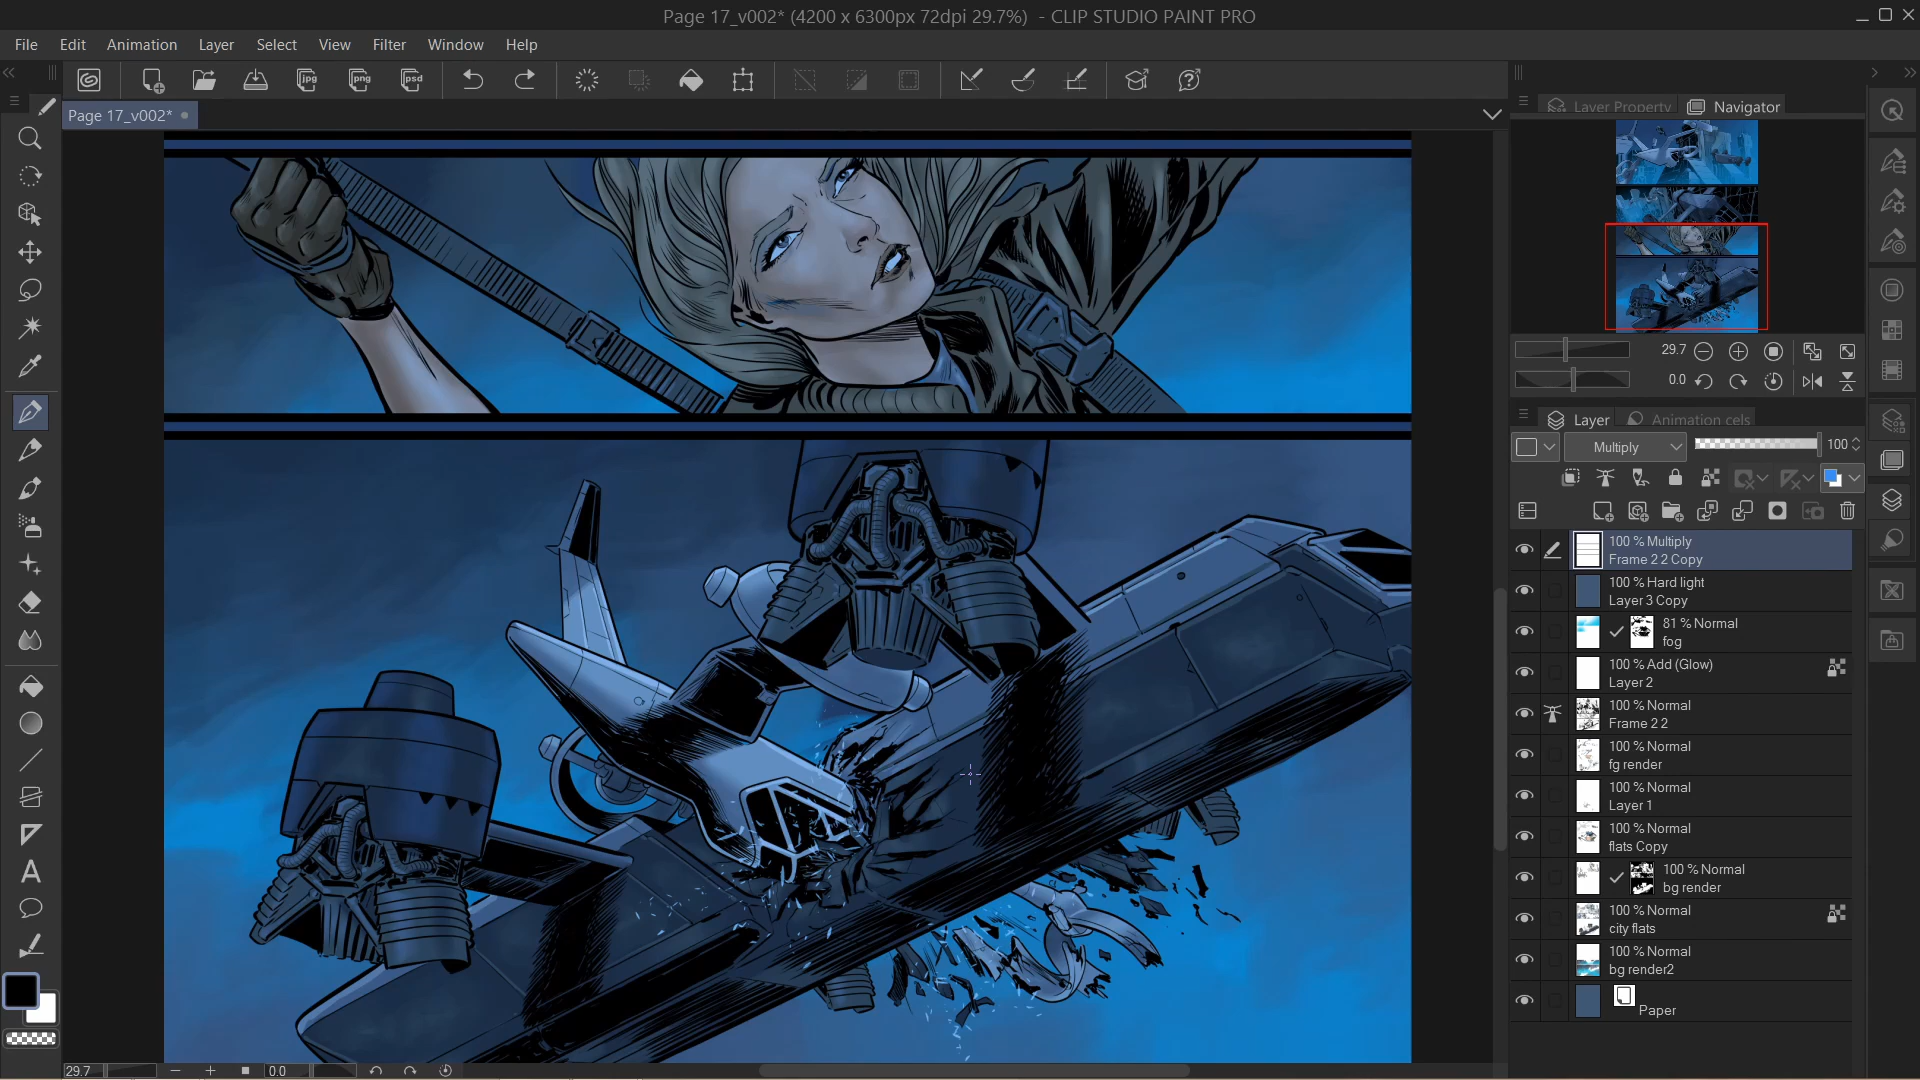 Page 17_v002* (4200 x 6300px 72dpi 29.7%)  - CLIP STUDIO PAINT PRO
File Edit Animation Layer Select View Filter Window Help
jpg png psd
Page 17_v002*
Layer Property Navigator
29.7
0.0
Layer Animation cels
Multiply 100
100 % Multiply
Frame 2 2 Copy
100 % Hard light
Layer 3 Copy
81 % Normal
fog
100 % Add (Glow)
Layer 2
100 % Normal
Frame 2 2
100 % Normal
fg render
100 % Normal
Layer 1
100 % Normal
flats Copy
100 % Normal
bg render
100 % Normal
city flats
100 % Normal
bg render2
Paper
29.7 0.0